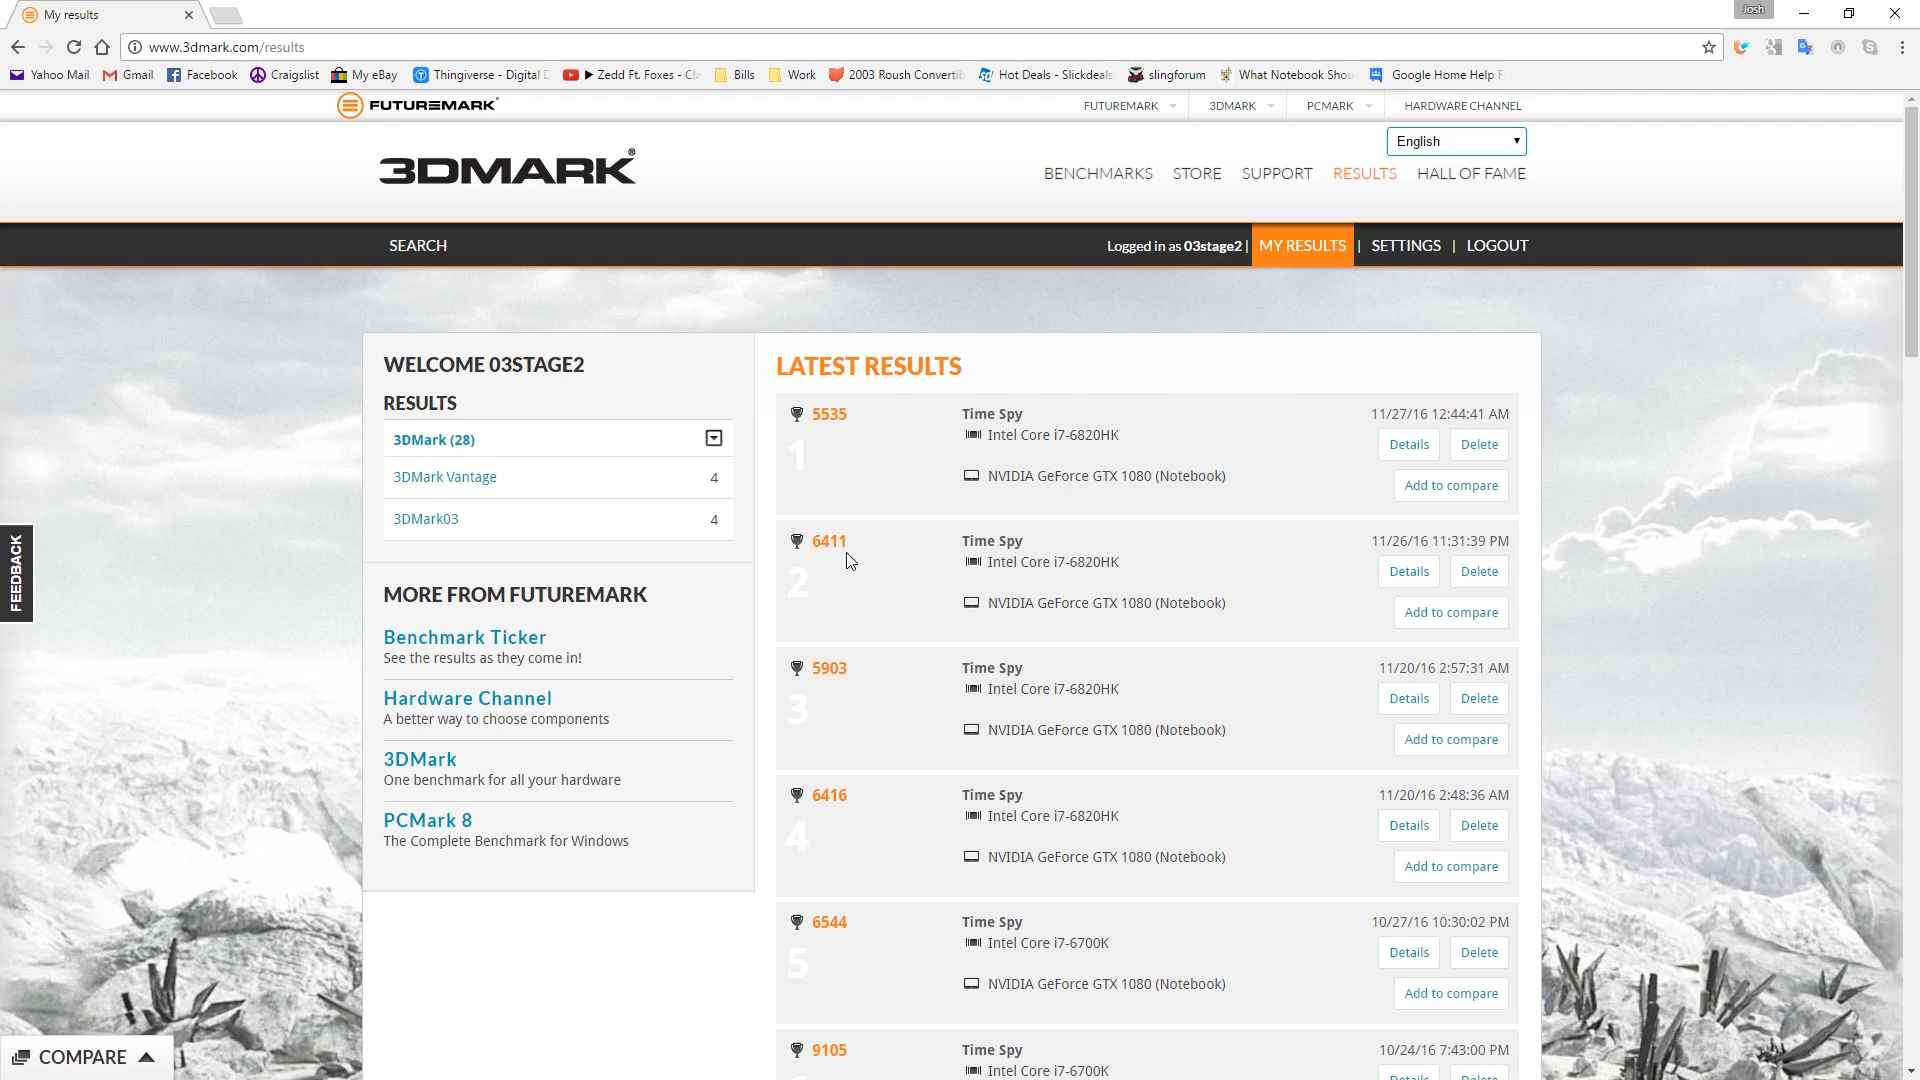 My results
Josh
www.3dmark.com/results
Yahoo Mail Gmail Facebook Craigslist My eBay Thingiverse - Digital D ▶ Zedd Ft. Foxes - Cla Bills Work 2003 Roush Convertib Hot Deals - Slickdeals. slingforum What Notebook Shou Google Home Help F
FUTUREMARK
FUTUREMARK 3DMARK PCMARK HARDWARE CHANNEL
English
3DMARK®
BENCHMARKS STORE SUPPORT RESULTS HALL OF FAME
SEARCH
Logged in as 03stage2 | MY RESULTS | SETTINGS | LOGOUT
WELCOME 03STAGE2
RESULTS
3DMark (28)
3DMark Vantage 4
3DMark03 4
MORE FROM FUTUREMARK
Benchmark Ticker
See the results as they come in!
Hardware Channel
A better way to choose components
3DMark
One benchmark for all your hardware
PCMark 8
The Complete Benchmark for Windows
LATEST RESULTS
5535 Time Spy 11/27/16 12:44:41 AM
Intel Core i7-6820HK Details Delete
1
NVIDIA GeForce GTX 1080 (Notebook) Add to compare
6411 Time Spy 11/26/16 11:31:39 PM
Intel Core i7-6820HK Details Delete
2
NVIDIA GeForce GTX 1080 (Notebook) Add to compare
5903 Time Spy 11/20/16 2:57:31 AM
Intel Core i7-6820HK Details Delete
3
NVIDIA GeForce GTX 1080 (Notebook) Add to compare
6416 Time Spy 11/20/16 2:48:36 AM
Intel Core i7-6820HK Details Delete
4
NVIDIA GeForce GTX 1080 (Notebook) Add to compare
6544 Time Spy 10/27/16 10:30:02 PM
Intel Core i7-6700K Details Delete
5
NVIDIA GeForce GTX 1080 (Notebook) Add to compare
9105 Time Spy 10/24/16 7:43:00 PM
Intel Core i7-6700K Details Delete
FEEDBACK
COMPARE